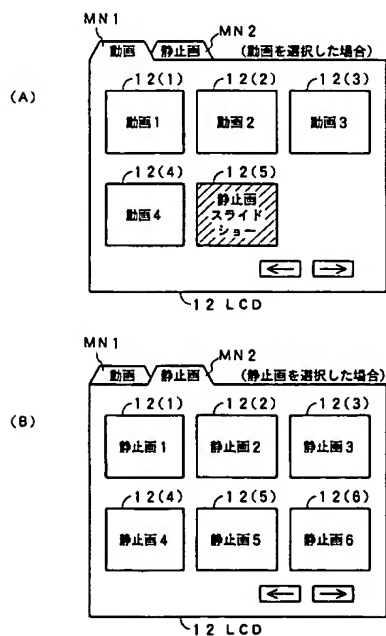 MN1
動画 静止画 MN2 (動画を選択した場合)
(A)
12(1) 12(2) 12(3)
動画1 動画2 動画3
12(4) 12(5)
動画4 静止画
スライド
ショー
← →
12 LCD
MN1
動画 静止画 MN2 (静止画を選択した場合)
(B)
12(1) 12(2) 12(3)
静止画1 静止画2 静止画3
12(4) 12(5) 12(6)
静止画4 静止画5 静止画6
← →
12 LCD